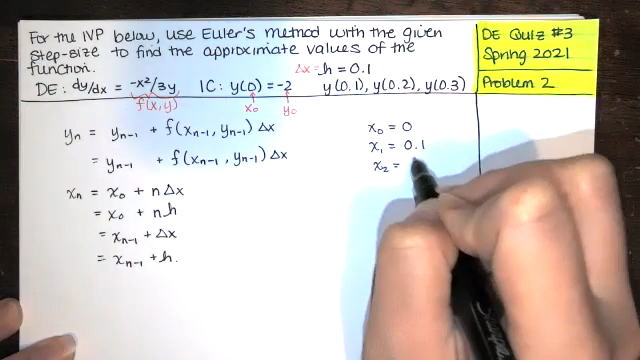 For the IVP below, use Euler's method with the given
step-size to find the approximate values of the
function.
Δx = h = 0.1
DE: dy/dx = -x²/3y, IC: y(0) = -2 y(0.1), y(0.2), y(0.3)
f(x,y) x₀ y₀
DE Quiz #3
Spring 2021
Problem 2
yₙ = yₙ₋₁ + f(xₙ₋₁, yₙ₋₁) Δx
= yₙ₋₁ + f(xₙ₋₁, yₙ₋₁) Δx
xₙ = x₀ + nΔx
= x₀ + nh
= xₙ₋₁ + Δx
= xₙ₋₁ + h.
x₀ = 0
x₁ = 0.1
x₂ =